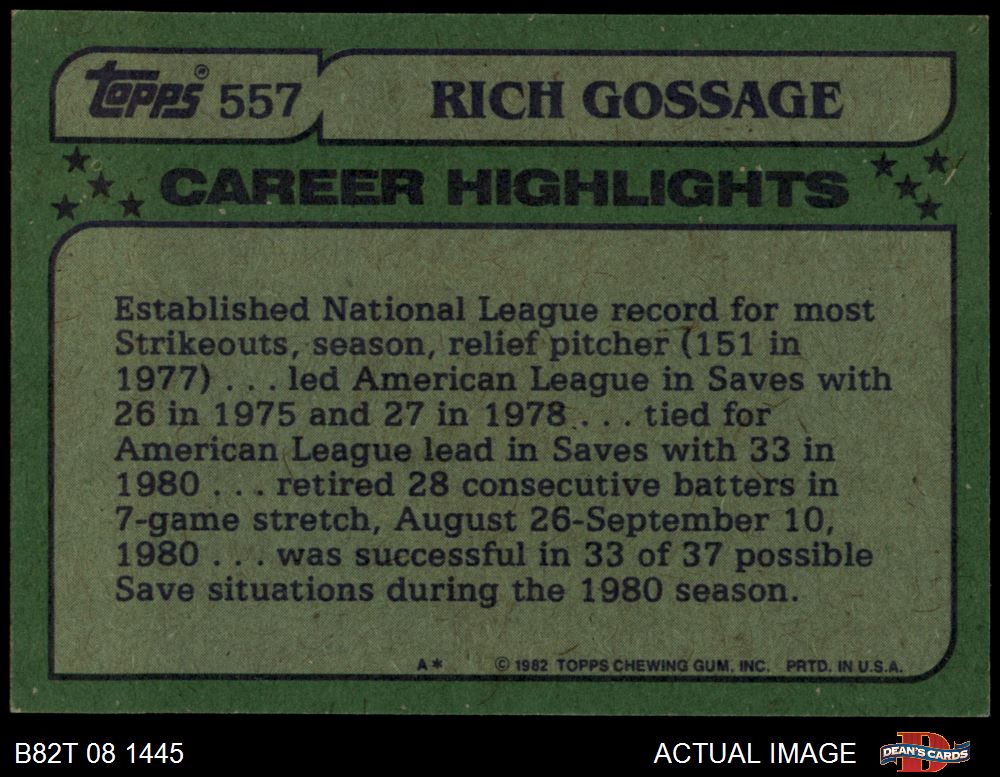 Topps® 557 RICH GOSSAGE
CAREER HIGHLIGHTS
Established National League record for most
Strikeouts, season, relief pitcher (151 in
1977) . . . led American League in Saves with
26 in 1975 and 27 in 1978 . . . tied for
American League lead in Saves with 33 in
1980 . . . retired 28 consecutive batters in
7-game stretch, August 26-September 10,
1980 . . . was successful in 33 of 37 possible
Save situations during the 1980 season.
A* © 1982 TOPPS CHEWING GUM, INC. PRTD. IN U.S.A.
B82T 08 1445 ACTUAL IMAGE D DEAN'S CARDS